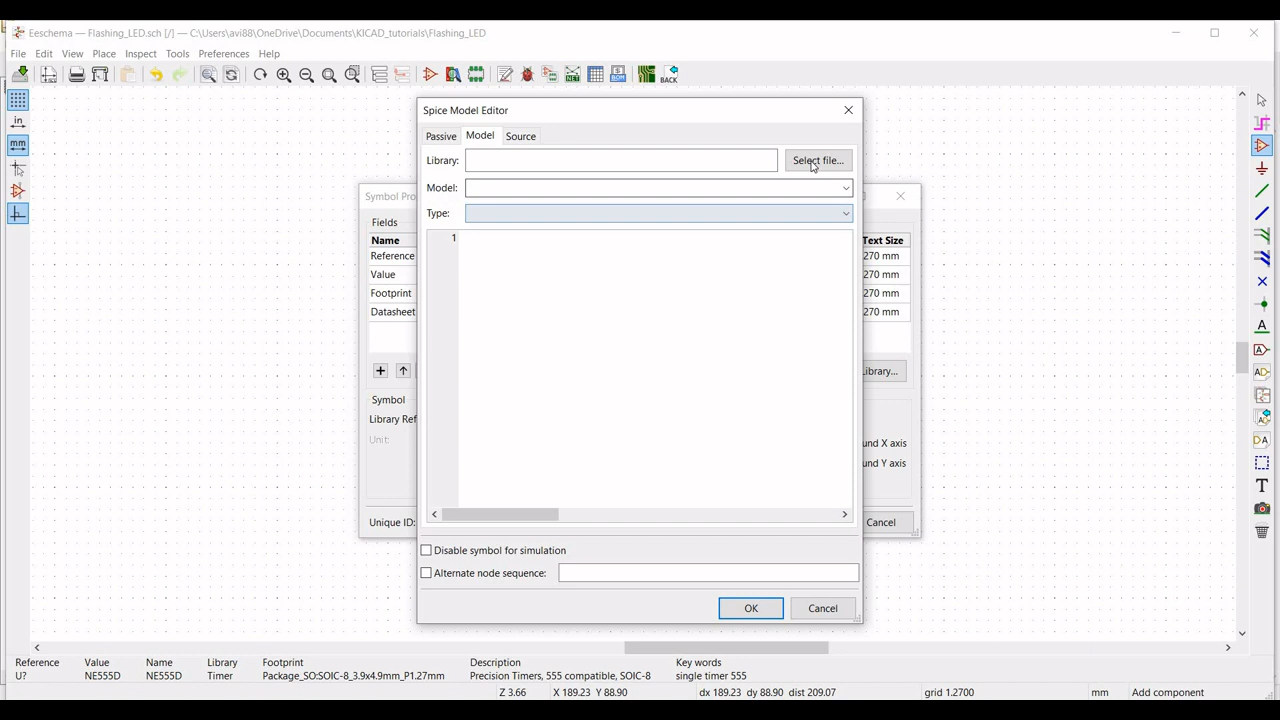 Eeschema — Flashing_LED.sch [/] — C:\Users\avi88\OneDrive\Documents\KICAD_tutorials\Flashing_LED
File Edit View Place Inspect Tools Preferences Help
BOM BACK
in
mm
Spice Model Editor
Passive Model Source
Library: Select file...
Model:
Type:
1
Disable symbol for simulation
Alternate node sequence:
OK Cancel
Symbol Pro
Fields
Name Text Size
Reference 270 mm
Value 270 mm
Footprint 270 mm
Datasheet 270 mm
ibrary...
Symbol
Library Ref
Unit: und X axis
und Y axis
Unique ID: Cancel
A
A
A
D
D
T
Reference Value Name Library Footprint Description Key words
U? NE555D NE555D Timer Package_SO:SOIC-8_3.9x4.9mm_P1.27mm Precision Timers, 555 compatible, SOIC-8 single timer 555
Z 3.66 X 189.23 Y 88.90 dx 189.23 dy 88.90 dist 209.07 grid 1.2700 mm Add component